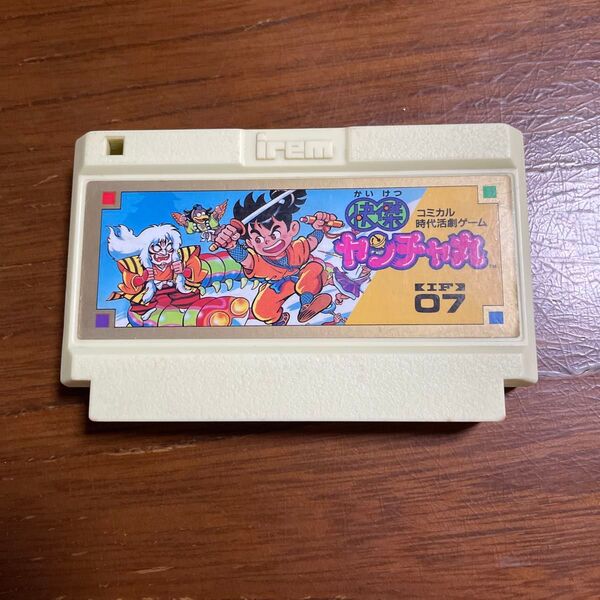 irem
かいけつ
快傑
ヤンチャ丸
™
コミカル
時代活劇ゲーム
IF
07